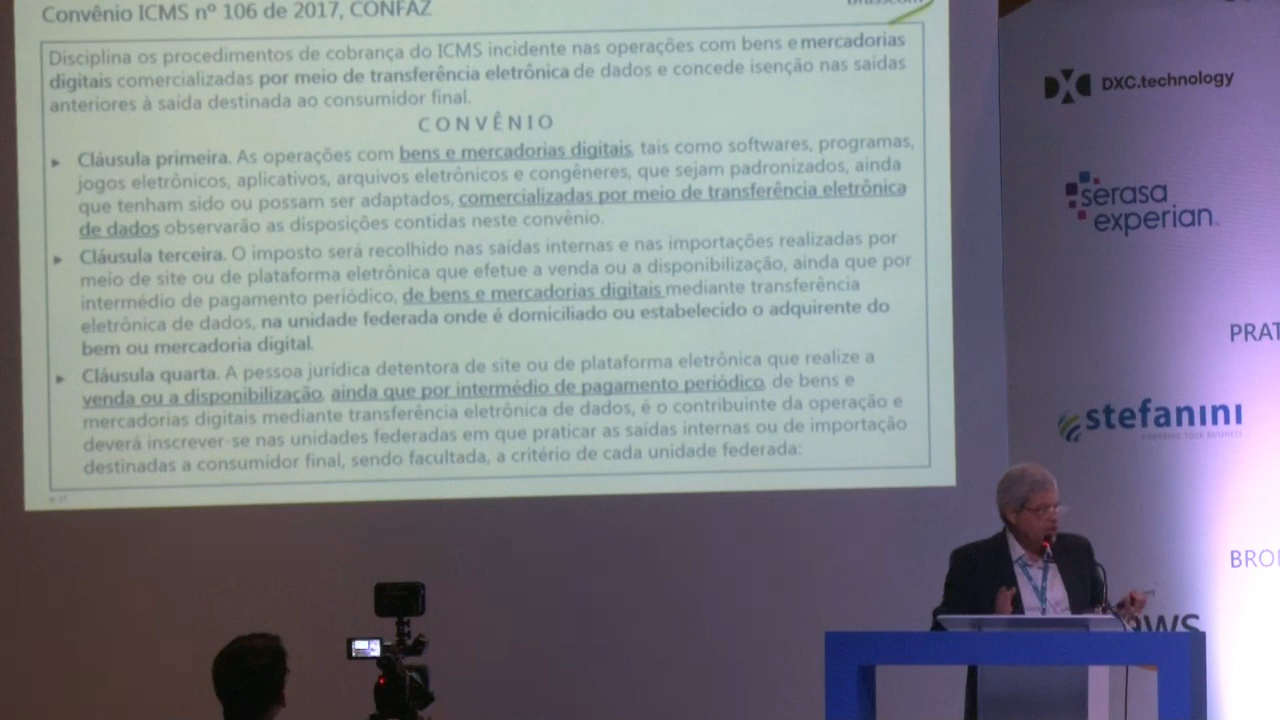 Convênio ICMS nº 106 de 2017, CONFAZ
Disciplina os procedimentos de cobrança do ICMS incidente nas operações com bens e mercadorias
digitais comercializadas por meio de transferência eletrônica de dados e concede isenção nas saídas
anteriores à saída destinada ao consumidor final.
CONVÊNIO
Cláusula primeira. As operações com bens e mercadorias digitais, tais como softwares, programas,
jogos eletrônicos, aplicativos, arquivos eletrônicos e congêneres, que sejam padronizados, ainda
que tenham sido ou possam ser adaptados, comercializadas por meio de transferência eletrônica
de dados observarão as disposições contidas neste convênio.
Cláusula terceira. O imposto será recolhido nas saídas internas e nas importações realizadas por
meio de site ou de plataforma eletrônica que efetue a venda ou a disponibilização, ainda que por
intermédio de pagamento periódico, de bens e mercadorias digitais mediante transferência
eletrônica de dados, na unidade federada onde é domiciliado ou estabelecido o adquirente do
bem ou mercadoria digital.
Cláusula quarta. A pessoa jurídica detentora de site ou de plataforma eletrônica que realize a
venda ou a disponibilização, ainda que por intermédio de pagamento periódico, de bens e
mercadorias digitais mediante transferência eletrônica de dados, é o contribuinte da operação e
deverá inscrever-se nas unidades federadas em que praticar as saídas internas ou de importação
destinadas a consumidor final, sendo facultada, a critério de cada unidade federada:
DXC.technology
serasa
experian
PRAT
stefanini
BRO
ws